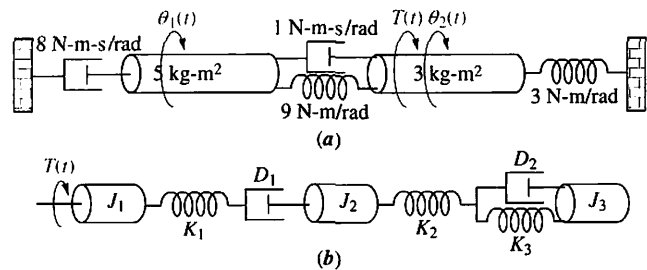 θ₁(t)
8 N-m-s/rad
1 N-m-s/rad
T(t) θ₂(t)
5 kg-m²
3 kg-m²
9 N-m/rad
3 N-m/rad
(a)
T(t)
J₁
K₁
D₁
J₂
K₂
D₂
K₃
J₃
(b)